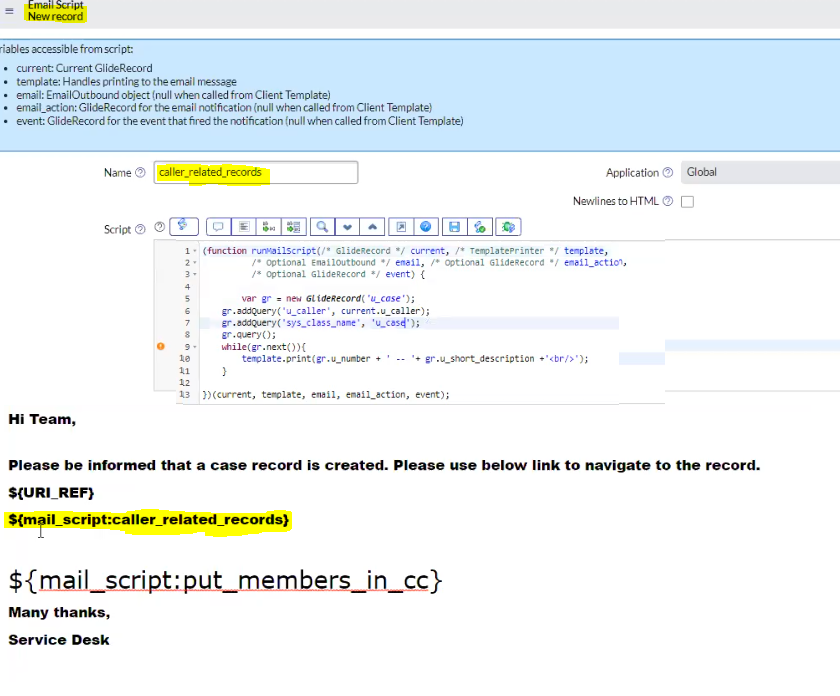 Email Script
New record
riables accessible from script:
• current: Current GlideRecord
• template: Handles printing to the email message
• email: EmailOutbound object (null when called from Client Template)
• email_action: GlideRecord for the email notification (null when called from Client Template)
• event: GlideRecord for the event that fired the notification (null when called from Client Template)
Name caller_related_records Application Global
Newlines to HTML
Script
1 (function runMailScript(/* GlideRecord */ current, /* TemplatePrinter */ template,
2 /* Optional EmailOutbound */ email, /* Optional GlideRecord */ email_action,
3 /* Optional GlideRecord */ event) {
4
5 var gr = new GlideRecord('u_case');
6 gr.addQuery('u_caller', current.u_caller);
7 gr.addQuery('sys_class_name', 'u_case');
8 gr.query();
9 while(gr.next()){
10 template.print(gr.u_number + ' -- '+ gr.u_short_description +'<br/>');
11 }
12
13 })(current, template, email, email_action, event);
Hi Team,
Please be informed that a case record is created. Please use below link to navigate to the record.
${URI_REF}
${mail_script:caller_related_records}
${mail_script:put_members_in_cc}
Many thanks,
Service Desk